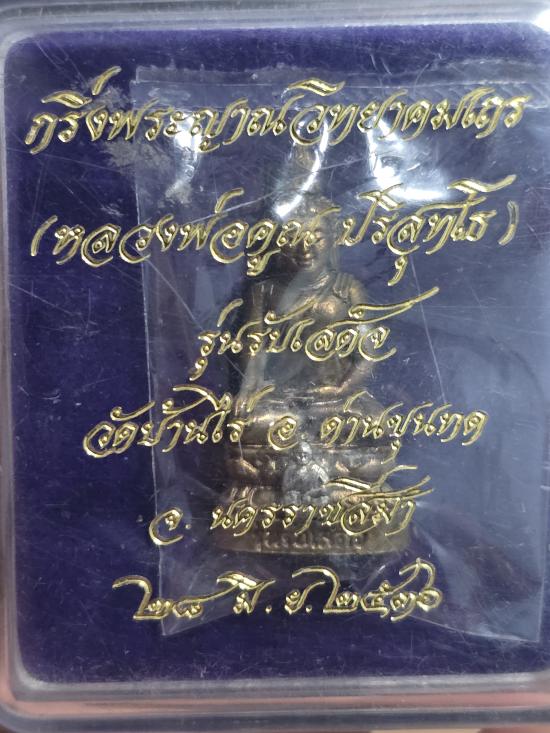 กริ่งพระญาณวิทยาคมเถร
(หลวงพ่อคูณ ปริสุทโธ)
รุ่นรับเสด็จ
วัดบ้านไร่ อ. ด่านขุนทด
จ. นครราชสีมา
๒๘ มิ.ย. ๒๕๓๖